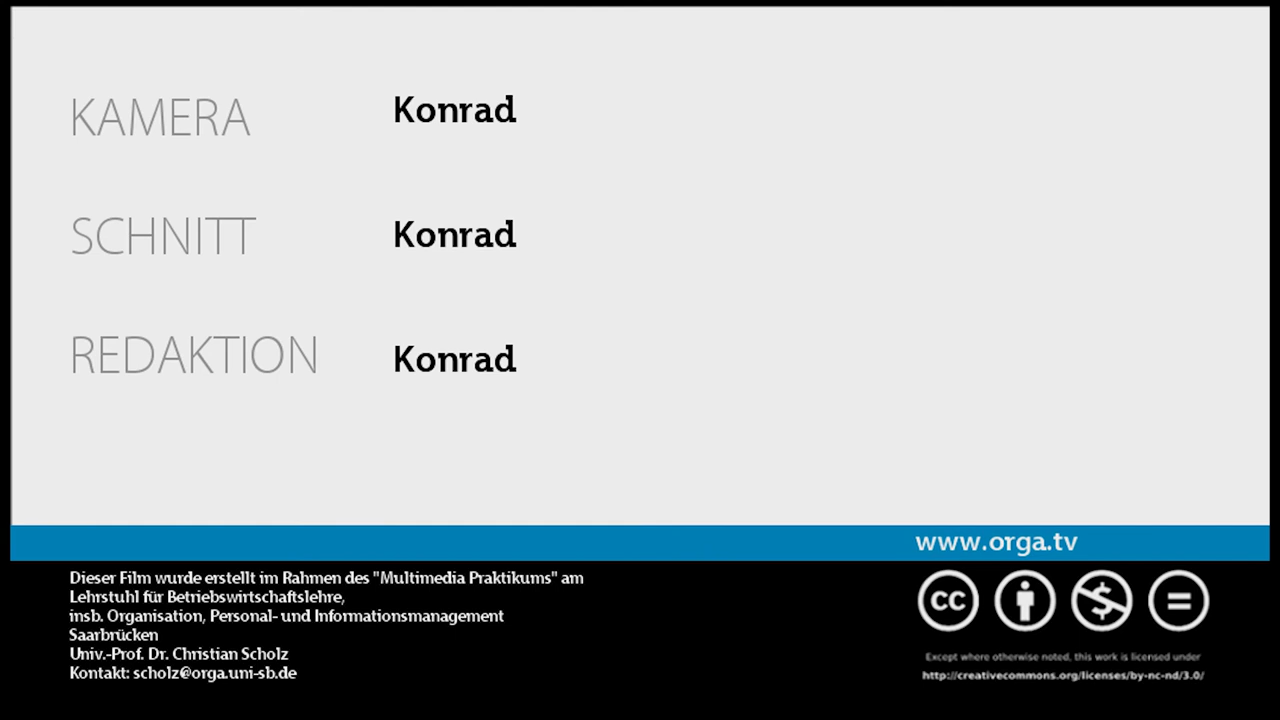 KAMERA Konrad
SCHNITT Konrad
REDAKTION Konrad
www.orga.tv
Dieser Film wurde erstellt im Rahmen des "Multimedia Praktikums" am
Lehrstuhl für Betriebswirtschaftslehre,
insb. Organisation, Personal- und Informationsmanagement
Saarbrücken
Univ.-Prof. Dr. Christian Scholz
Kontakt: scholz@orga.uni-sb.de
cc
Except where otherwise noted, this work is licensed under
http://creativecommons.org/licenses/by-nc-nd/3.0/